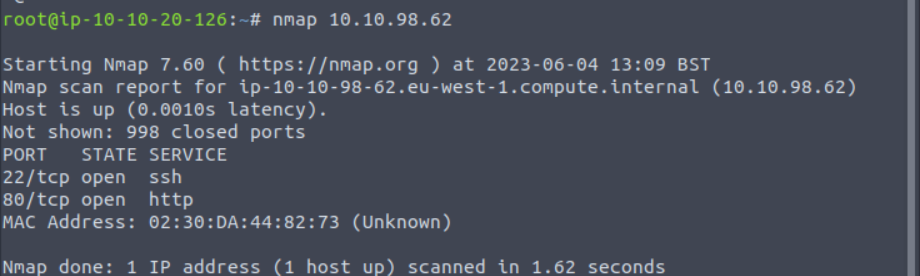 root@ip-10-10-20-126:~# nmap 10.10.98.62
Starting Nmap 7.60 ( https://nmap.org ) at 2023-06-04 13:09 BST
Nmap scan report for ip-10-10-98-62.eu-west-1.compute.internal (10.10.98.62)
Host is up (0.0010s latency).
Not shown: 998 closed ports
PORT   STATE SERVICE
22/tcp open  ssh
80/tcp open  http
MAC Address: 02:30:DA:44:82:73 (Unknown)
Nmap done: 1 IP address (1 host up) scanned in 1.62 seconds